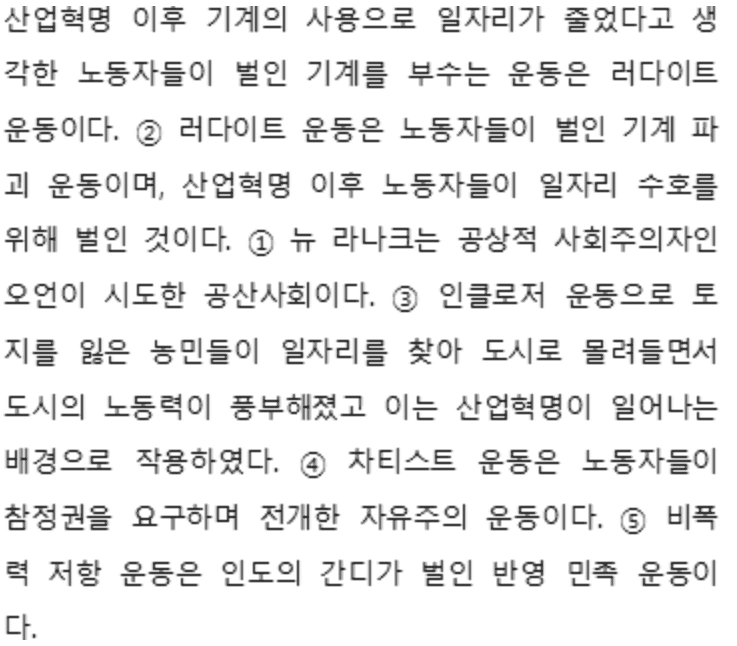 산업혁명 이후 기계의 사용으로 일자리가 줄었다고 생
각한 노동자들이 벌인 기계를 부수는 운동은 러다이트
운동이다. ② 러다이트 운동은 노동자들이 벌인 기계 파
괴 운동이며, 산업혁명 이후 노동자들이 일자리 수호를
위해 벌인 것이다. ① 뉴 라나크는 공상적 사회주의자인
오언이 시도한 공산사회이다. ③ 인클로저 운동으로 토
지를 잃은 농민들이 일자리를 찾아 도시로 몰려들면서
도시의 노동력이 풍부해졌고 이는 산업혁명이 일어나는
배경으로 작용하였다. ④ 차티스트 운동은 노동자들이
참정권을 요구하며 전개한 자유주의 운동이다. ⑤ 비폭
력 저항 운동은 인도의 간디가 벌인 반영 민족 운동이
다.